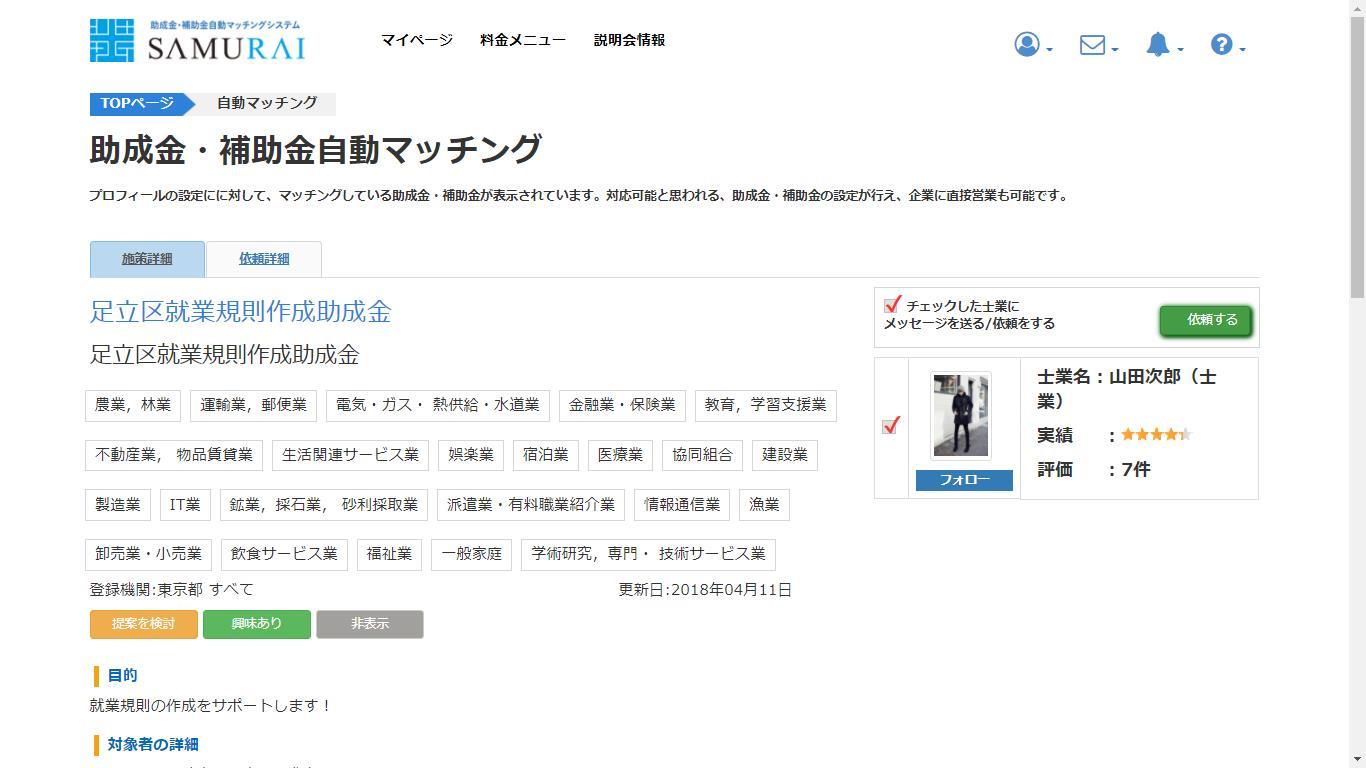 助成金・補助金自動マッチングシステム
SAMURAI
マイページ 料金メニュー 説明会情報
TOPページ 自動マッチング
助成金・補助金自動マッチング
プロフィールの設定にに対して、マッチングしている助成金・補助金が表示されています。対応可能と思われる、助成金・補助金の設定が行え、企業に直接営業も可能です。
施策詳細 依頼詳細
足立区就業規則作成助成金
足立区就業規則作成助成金
農業，林業 運輸業，郵便業 電気・ガス・ 熱供給・水道業 金融業・保険業 教育，学習支援業
不動産業， 物品賃貸業 生活関連サービス業 娯楽業 宿泊業 医療業 協同組合 建設業
製造業 IT業 鉱業，採石業， 砂利採取業 派遣業・有料職業紹介業 情報通信業 漁業
卸売業・小売業 飲食サービス業 福祉業 一般家庭 学術研究，専門・ 技術サービス業
登録機関:東京都 すべて 更新日:2018年04月11日
提案を検討 興味あり 非表示
目的
就業規則の作成をサポートします！
対象者の詳細
チェックした士業に
メッセージを送る/依頼をする
依頼する
士業名：山田次郎（士
業）
実績 ：
評価 ：7件
フォロー